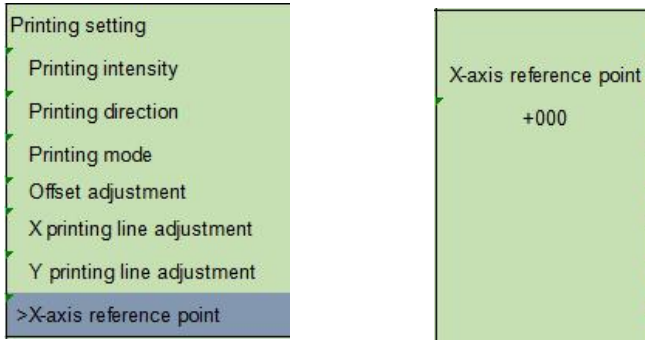 Printing setting
Printing intensity
Printing direction
Printing mode
Offset adjustment
X printing line adjustment
Y printing line adjustment
>X-axis reference point
X-axis reference point
+000